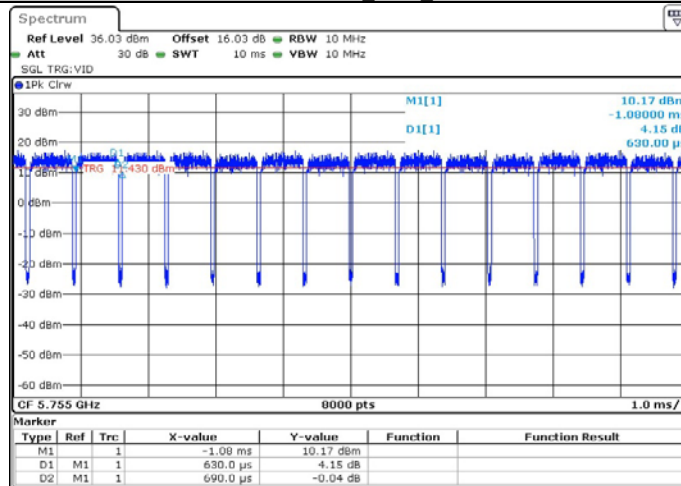 Spectrum
Ref Level 36.03 dBm Offset 16.03 dB RBW 10 MHz
Att 30 dB SWT 10 ms VBW 10 MHz
SGL TRG:VID
1Pk Clrw
M1[1] 10.17 dBm
-1.08000 ms
D1[1] 4.15 dB
630.00 µs
30 dBm
20 dBm
D1
TRG 11.430 dBm
10 dBm
0 dBm
-10 dBm
-20 dBm
-30 dBm
-40 dBm
-50 dBm
-60 dBm
CF 5.755 GHz 8000 pts 1.0 ms/
Marker
Type Ref Trc X-value Y-value Function Function Result
M1 1 -1.08 ms 10.17 dBm
D1 M1 1 630.0 µs 4.15 dB
D2 M1 1 690.0 µs -0.04 dB